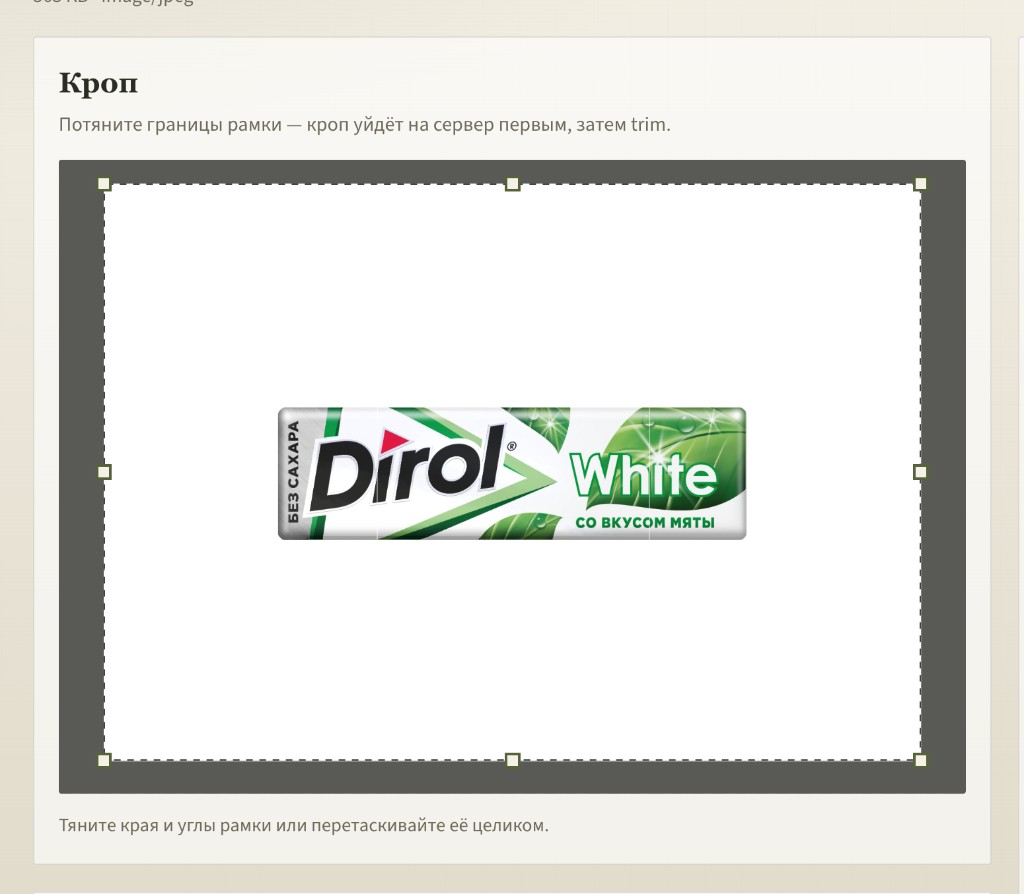 Кроп
Потяните границы рамки — кроп уйдёт на сервер первым, затем trim.
БЕЗ САХАРА
Dirol®
White
СО ВКУСОМ МЯТЫ
Тяните края и углы рамки или перетаскивайте её целиком.